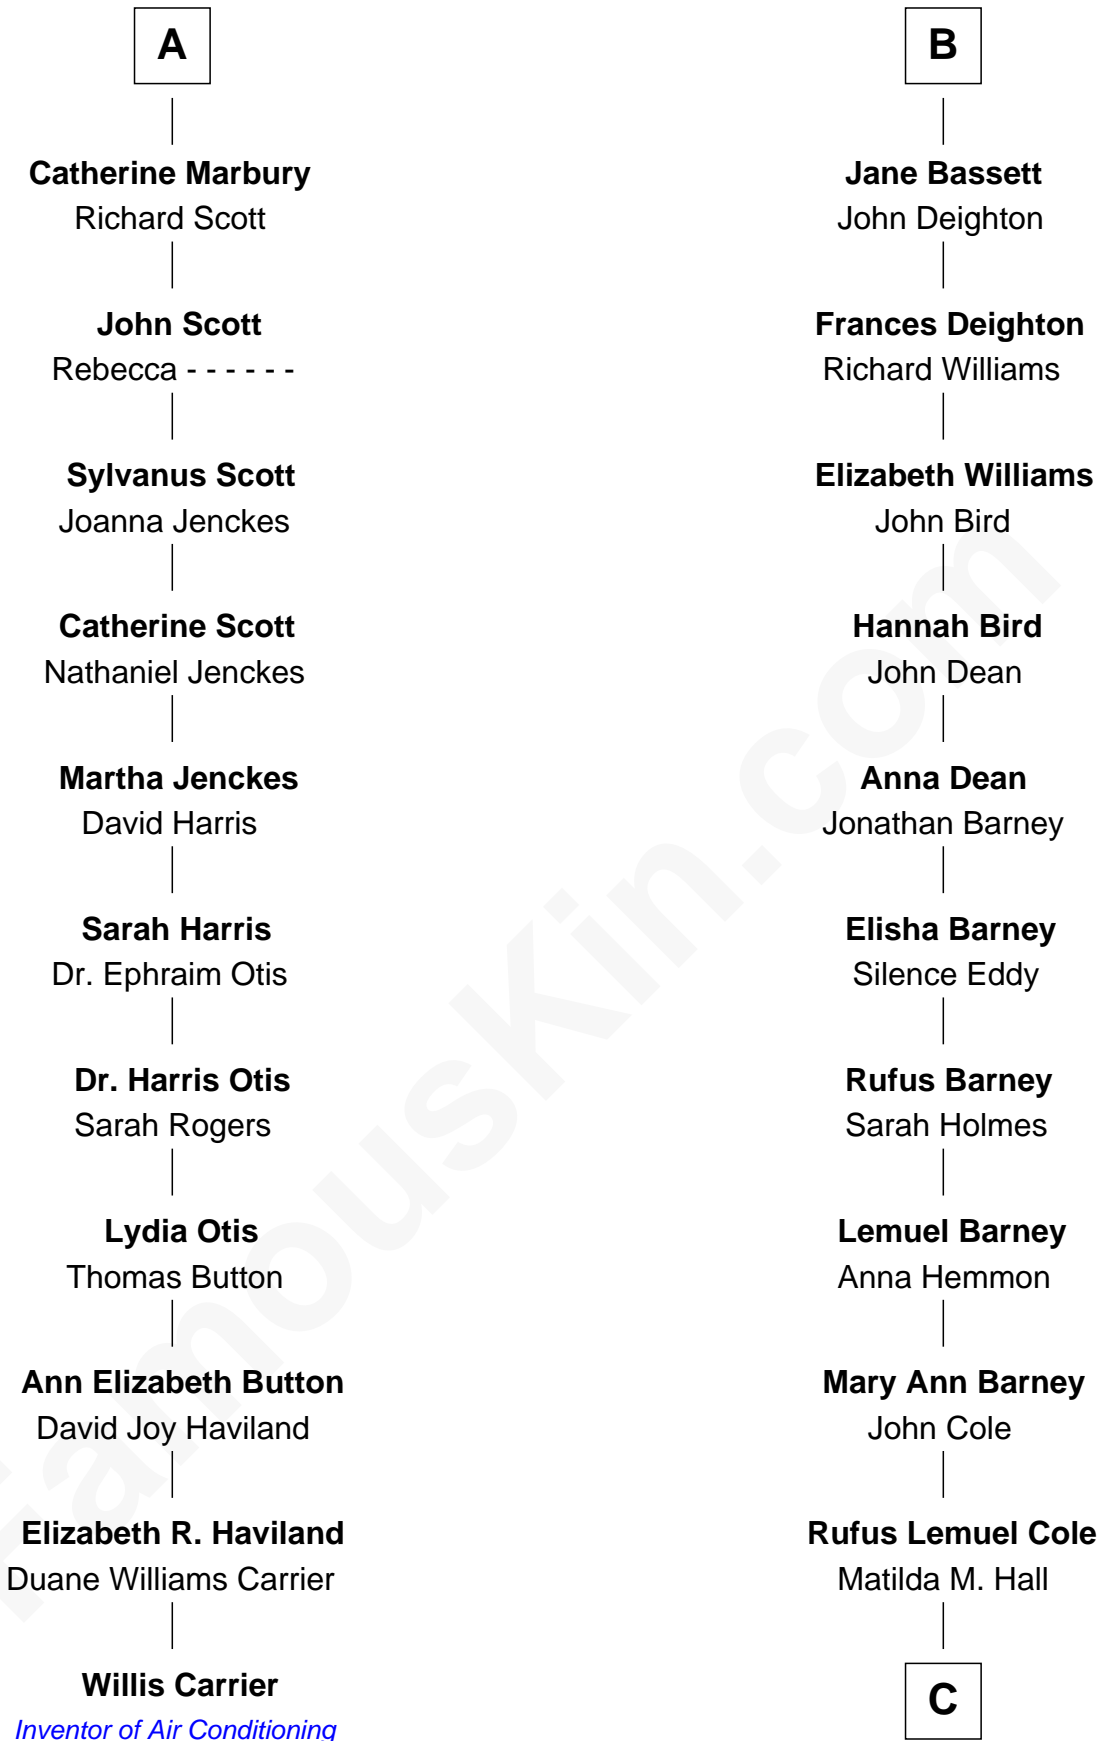 A
Catherine Marbury
Richard Scott
John Scott
Rebecca - - - - - -
Sylvanus Scott
Joanna Jenckes
Catherine Scott
Nathaniel Jenckes
Martha Jenckes
David Harris
Sarah Harris
Dr. Ephraim Otis
Dr. Harris Otis
Sarah Rogers
Lydia Otis
Thomas Button
Ann Elizabeth Button
David Joy Haviland
Elizabeth R. Haviland
Duane Williams Carrier
Willis Carrier
Inventor of Air Conditioning
B
Jane Bassett
John Deighton
Frances Deighton
Richard Williams
Elizabeth Williams
John Bird
Hannah Bird
John Dean
Anna Dean
Jonathan Barney
Elisha Barney
Silence Eddy
Rufus Barney
Sarah Holmes
Lemuel Barney
Anna Hemmon
Mary Ann Barney
John Cole
Rufus Lemuel Cole
Matilda M. Hall
C
FamousKin.com